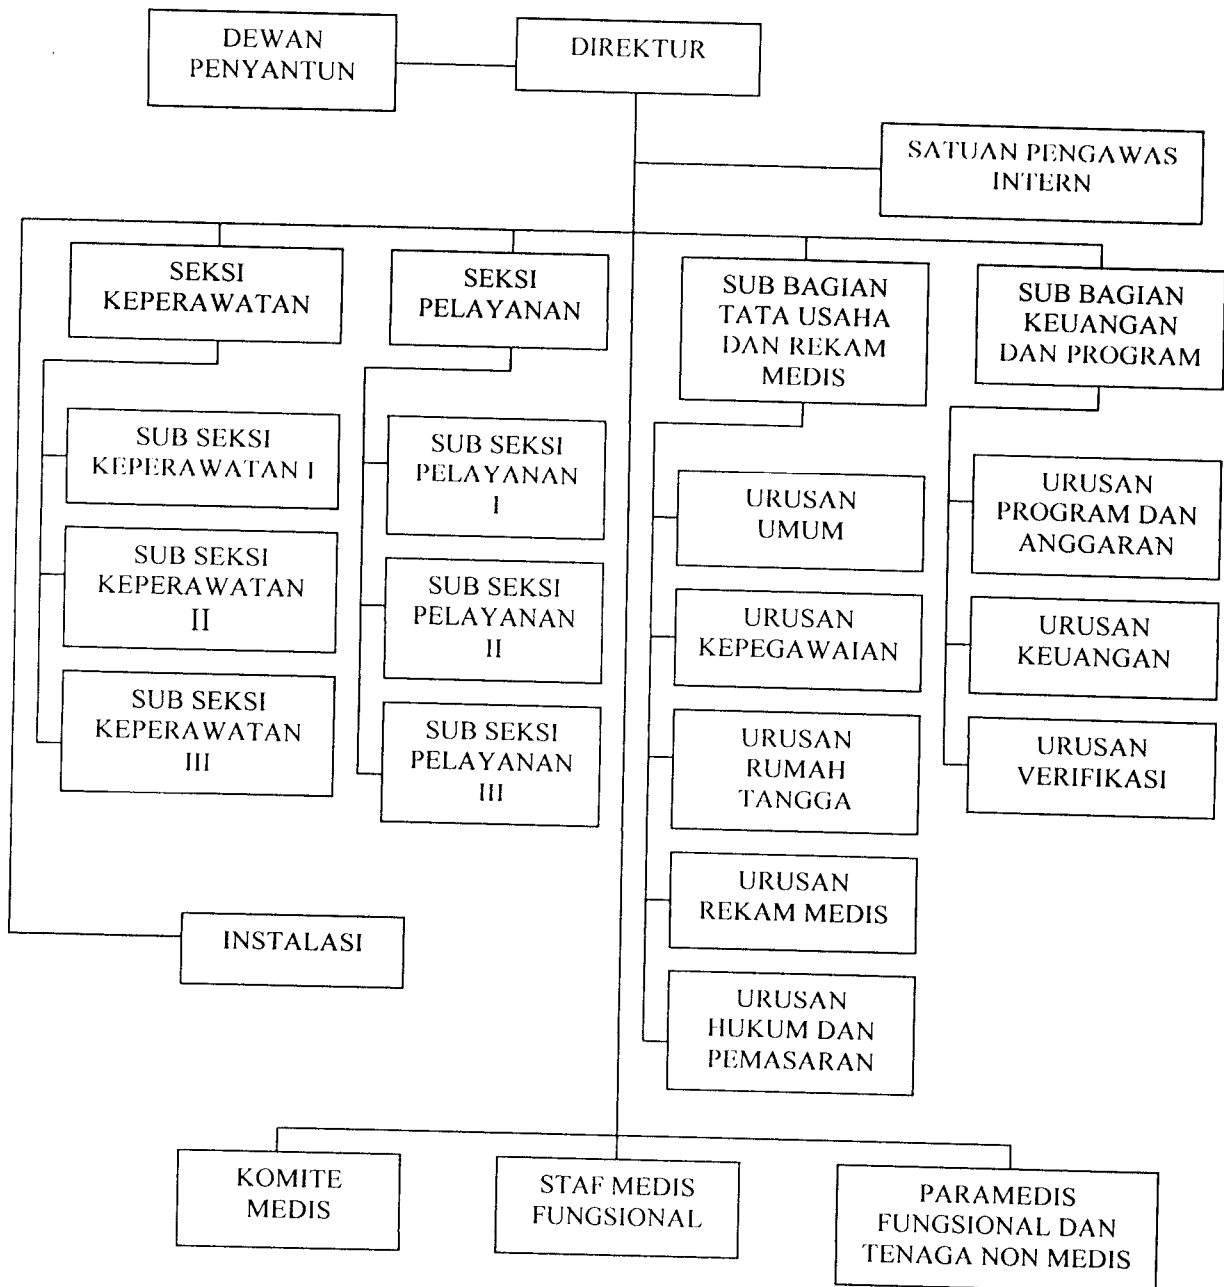 DEWAN
PENYANTUN
DIREKTUR
SATUAN PENGAWAS
INTERN
SEKSI
KEPERAWATAN
SEKSI
PELAYANAN
SUB BAGIAN
TATA USAHA
DAN REKAM
MEDIS
SUB BAGIAN
KEUANGAN
DAN PROGRAM
SUB SEKSI
KEPERAWATAN I
SUB SEKSI
KEPERAWATAN
II
SUB SEKSI
KEPERAWATAN
III
SUB SEKSI
PELAYANAN
I
SUB SEKSI
PELAYANAN
II
SUB SEKSI
PELAYANAN
III
URUSAN
UMUM
URUSAN
KEPEGAWAIAN
URUSAN
RUMAH
TANGGA
URUSAN
REKAM MEDIS
URUSAN
HUKUM DAN
PEMASARAN
URUSAN
PROGRAM DAN
ANGGARAN
URUSAN
KEUANGAN
URUSAN
VERIFIKASI
INSTALASI
KOMITE
MEDIS
STAF MEDIS
FUNGSIONAL
PARAMEDIS
FUNGSIONAL DAN
TENAGA NON MEDIS